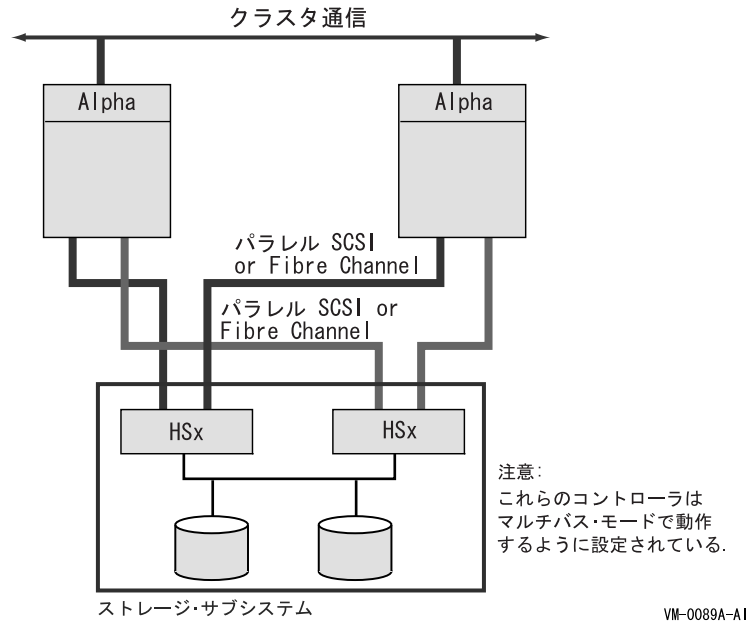 クラスタ通信
Alpha
Alpha
パラレル SCSI
or Fibre Channel
パラレル SCSI or
Fibre Channel
HSx
HSx
注意:
これらのコントローラは
マルチバス・モードで動作
するように設定されている.
ストレージ・サブシステム
VM-0089A-AI